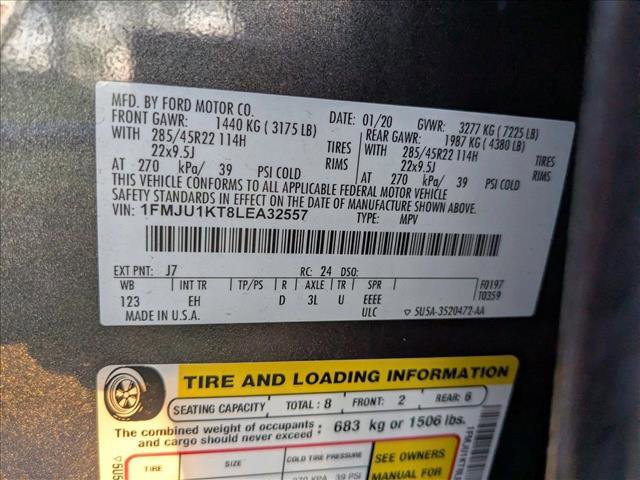 MFD. BY FORD MOTOR CO.
DATE: 01/20 GVWR: 3277 KG ( 7225 LB)
FRONT GAWR: 1440 KG ( 3175 LB) REAR GAWR: 1987 KG ( 4380 LB)
WITH 285/45R22 114H TIRES WITH 285/45R22 114H TIRES
22x9.5J RIMS 22x9.5J RIMS
AT 270 kPa/ 39 PSI COLD AT 270 kPa/ 39 PSI COLD
THIS VEHICLE CONFORMS TO ALL APPLICABLE FEDERAL MOTOR VEHICLE
SAFETY STANDARDS IN EFFECT ON THE DATE OF MANUFACTURE SHOWN ABOVE.
VIN: 1FMJU1KT8LEA32557 TYPE: MPV
EXT PNT: J7 RC: 24 DSO:
WB INT TR TP/PS R AXLE TR SPR F0197
123 EH D 3L U EEEE T0359
MADE IN U.S.A. ULC 5U5A-3520472-AA
TIRE AND LOADING INFORMATION
SEATING CAPACITY TOTAL: 8 FRONT: 2 REAR: 6
The combined weight of occupants
and cargo should never exceed: 683 kg or 1506 lbs.
TIRE SIZE COLD TIRE PRESSURE SEE OWNERS
MANUAL FOR
270 KPA, 39 PSI